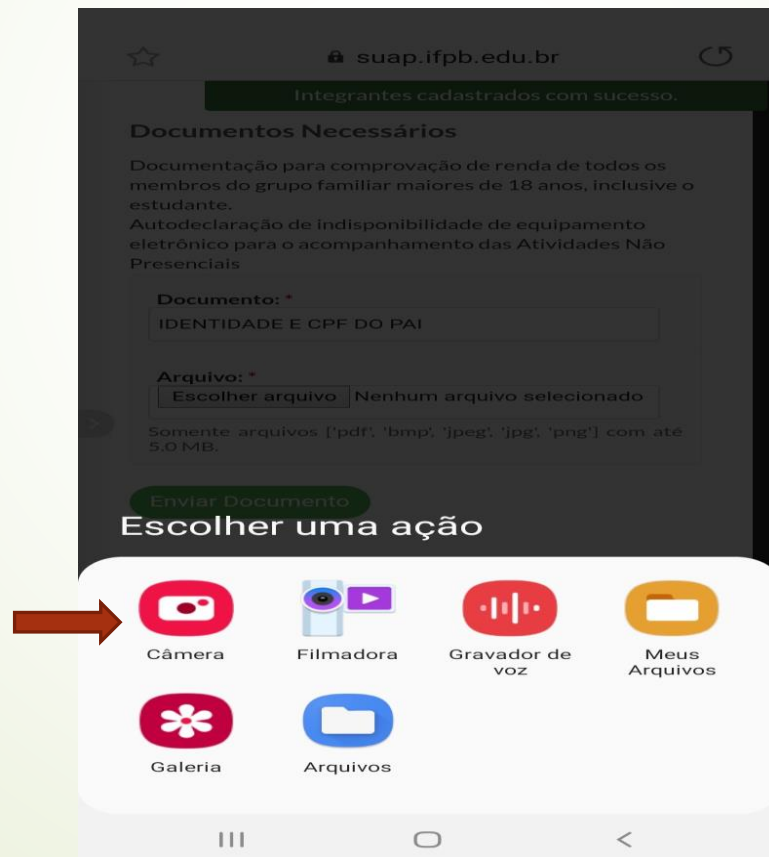 suap.ifpb.edu.br
Integrantes cadastrados com sucesso.
Documentos Necessários
Documentação para comprovação de renda de todos os
membros do grupo familiar maiores de 18 anos, inclusive o
estudante.
Autodeclaração de indisponibilidade de equipamento
eletrônico para o acompanhamento das Atividades Não
Presenciais
Documento: *
IDENTIDADE E CPF DO PAI
Arquivo: *
Escolher arquivo Nenhum arquivo selecionado
Somente arquivos ['pdf', 'bmp', 'jpeg', 'jpg', 'png'] com até
5.0 MB.
Enviar Documento
Escolher uma ação
Câmera
Filmadora
Gravador de
voz
Meus
Arquivos
Galeria
Arquivos